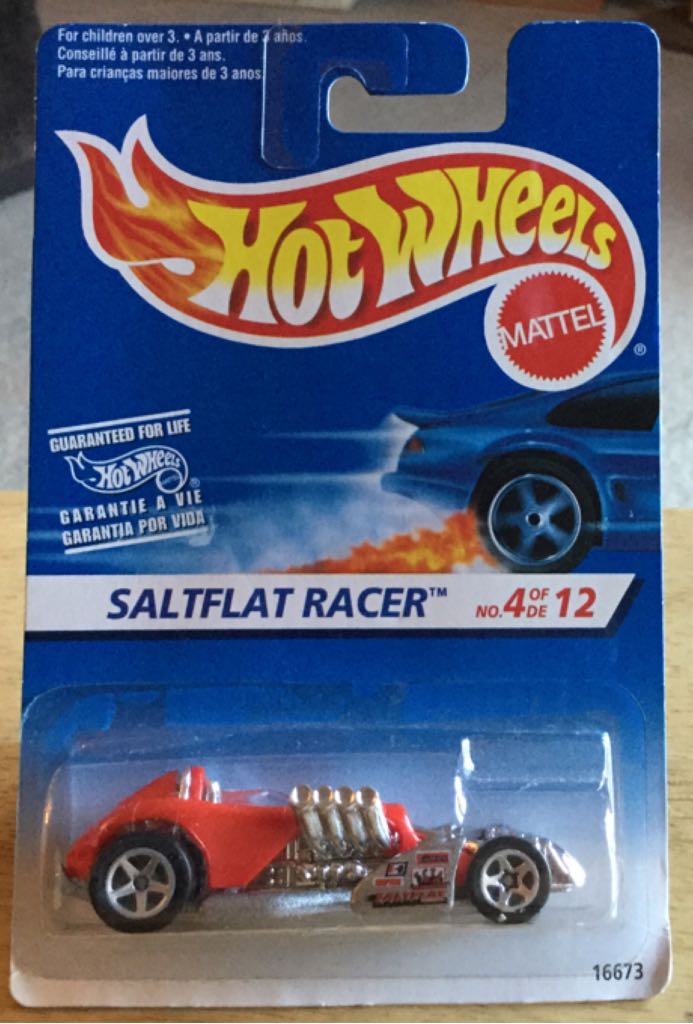 For children over 3. • A partir de 3 años.
Conseillé à partir de 3 ans.
Para crianças maiores de 3 anos.
HOT WHEELS
MATTEL
®
GUARANTEED FOR LIFE
HOT WHEELS ®
GARANTIE A VIE
GARANTIA POR VIDA
SALTFLAT RACER™ NO. 4 OF DE 12
SALTFLAT
16673